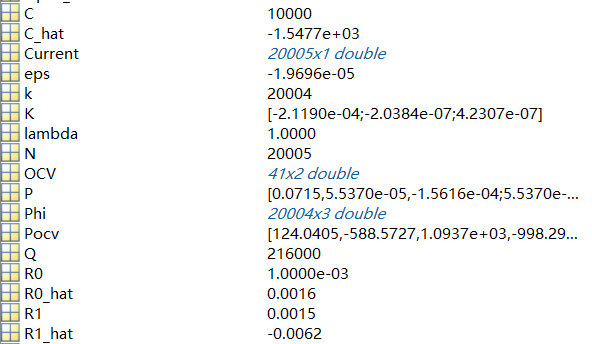 C 10000
C_hat -1.5477e+03
Current 20005x1 double
eps -1.9696e-05
k 20004
K [-2.1190e-04;-2.0384e-07;4.2307e-07]
lambda 1.0000
N 20005
OCV 41x2 double
P [0.0715,5.5370e-05,-1.5616e-04;5.5370e-...
Phi 20004x3 double
Pocv [124.0405,-588.5727,1.0937e+03,-998.29...
Q 216000
R0 1.0000e-03
R0_hat 0.0016
R1 0.0015
R1_hat -0.0062